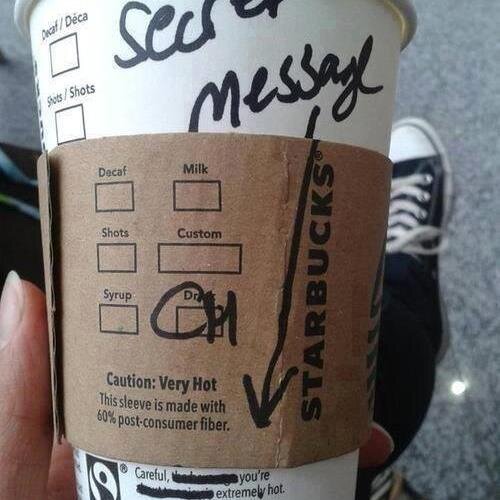 Decaf / Déca
Secret
Shots / Shots
Message
Decaf Milk
Shots Custom
Syrup
CH
STARBUCKS®
Caution: Very Hot
This sleeve is made with
60% post-consumer fiber.
® Careful, you're
extremely hot.